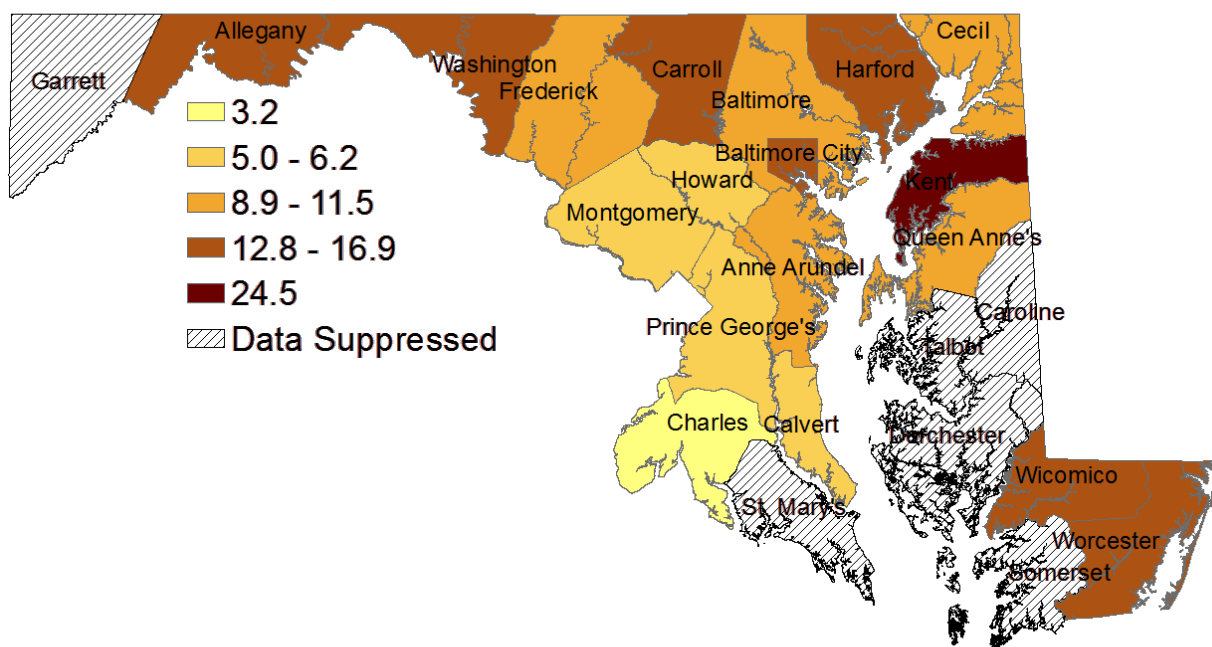 Garrett
Allegany
Washington
Frederick
Carroll
Baltimore
Harford
Cecil
Baltimore City
Howard
Montgomery
Kent
Queen Anne's
Anne Arundel
Prince George's
Caroline
Talbot
Charles
Calvert
Dorchester
St. Mary's
Wicomico
Worcester
Somerset
3.2
5.0 - 6.2
8.9 - 11.5
12.8 - 16.9
24.5
Data Suppressed